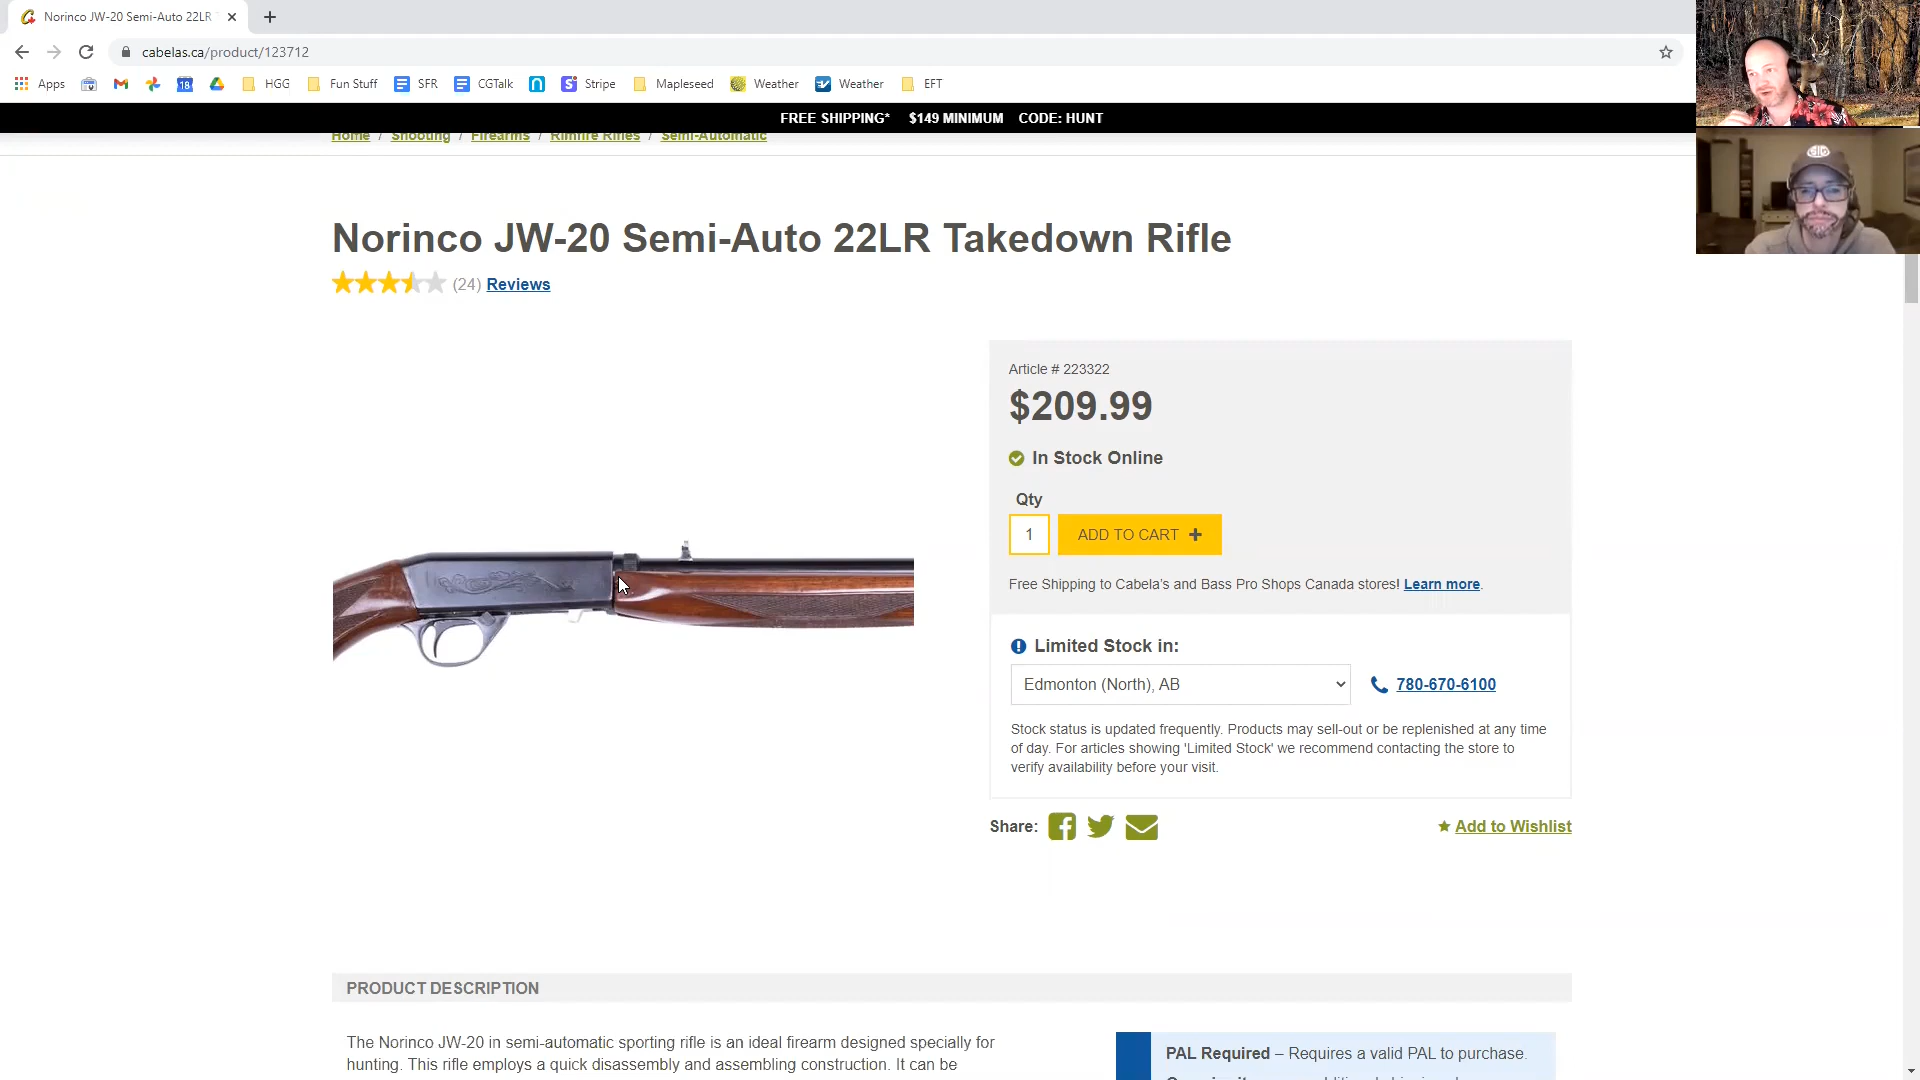 Norinco JW-20 Semi-Auto 22LR
cabelas.ca/product/123712
Apps HGG Fun Stuff SFR CGTalk Stripe Mapleseed Weather Weather EFT
FREE SHIPPING* $149 MINIMUM CODE: HUNT
Home / Shooting / Firearms / Rimfire Rifles / Semi-Automatic
Norinco JW-20 Semi-Auto 22LR Takedown Rifle
(24) Reviews
Article # 223322
$209.99
In Stock Online
Qty
1 ADD TO CART +
Free Shipping to Cabela's and Bass Pro Shops Canada stores! Learn more.
Limited Stock in:
Edmonton (North), AB 780-670-6100
Stock status is updated frequently. Products may sell-out or be replenished at any time
of day. For articles showing 'Limited Stock' we recommend contacting the store to
verify availability before your visit.
Share: Add to Wishlist
PRODUCT DESCRIPTION
The Norinco JW-20 in semi-automatic sporting rifle is an ideal firearm designed specially for
hunting. This rifle employs a quick disassembly and assembling construction. It can be
PAL Required – Requires a valid PAL to purchase.